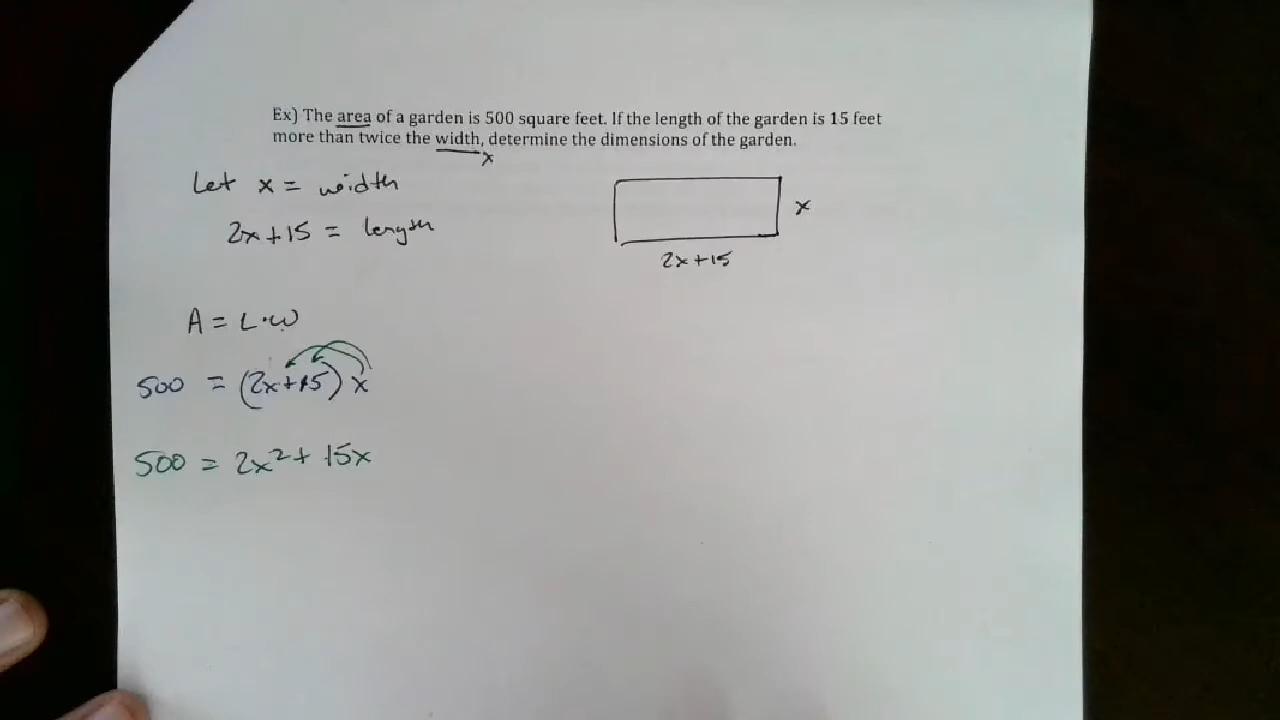 Ex) The area of a garden is 500 square feet. If the length of the garden is 15 feet
more than twice the width, determine the dimensions of the garden.
x
Let x = width
2x+15 = length
x
2x+15
A = L·W
500 = (2x+15) x
500 = 2x²+ 15x